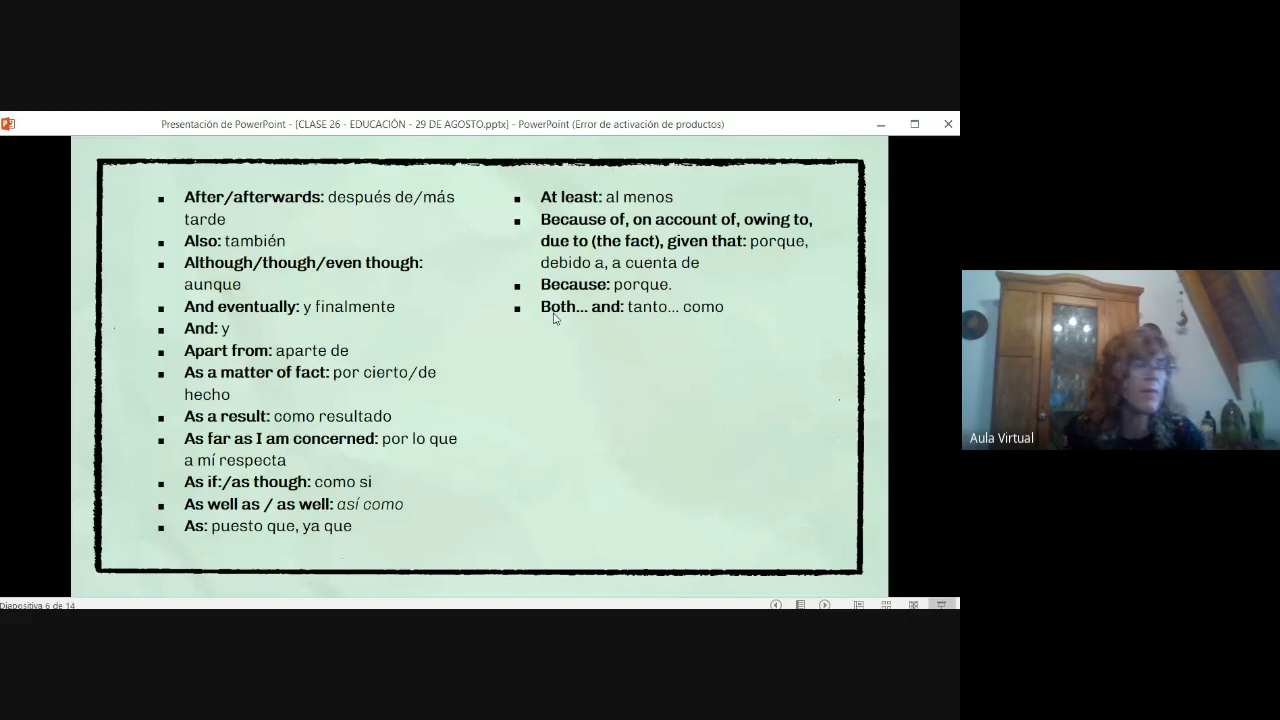 Presentación de PowerPoint - [CLASE 26 - EDUCACIÓN - 29 DE AGOSTO.pptx] - PowerPoint (Error de activación de productos)
After/afterwards: después de/más
tarde
Also: también
Although/though/even though:
aunque
And eventually: y finalmente
And: y
Apart from: aparte de
As a matter of fact: por cierto/de
hecho
As a result: como resultado
As far as I am concerned: por lo que
a mí respecta
As if:/as though: como si
As well as / as well: así como
As: puesto que, ya que
At least: al menos
Because of, on account of, owing to,
due to (the fact), given that: porque,
debido a, a cuenta de
Because: porque.
Both... and: tanto... como
Diapositiva 6 de 14
Aula Virtual